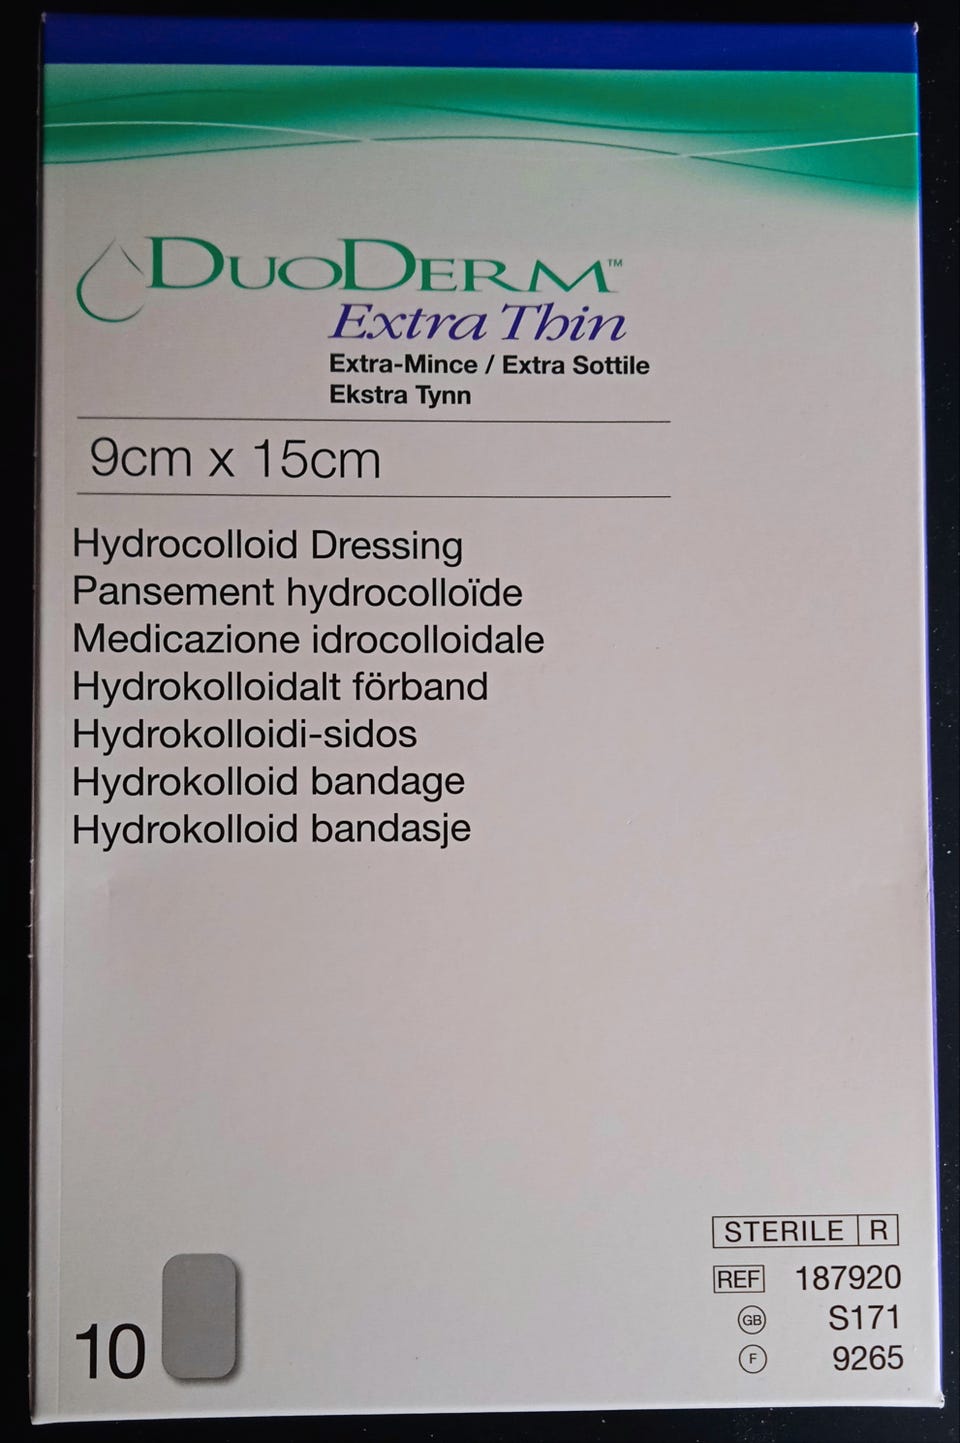 DUODERM™
Extra Thin
Extra-Mince / Extra Sottile
Ekstra Tynn
9cm x 15cm
Hydrocolloid Dressing
Pansement hydrocolloïde
Medicazione idrocolloidale
Hydrokolloidalt förband
Hydrokolloidi-sidos
Hydrokolloid bandage
Hydrokolloid bandasje
STERILE R
REF 187920
GB S171
F 9265
10